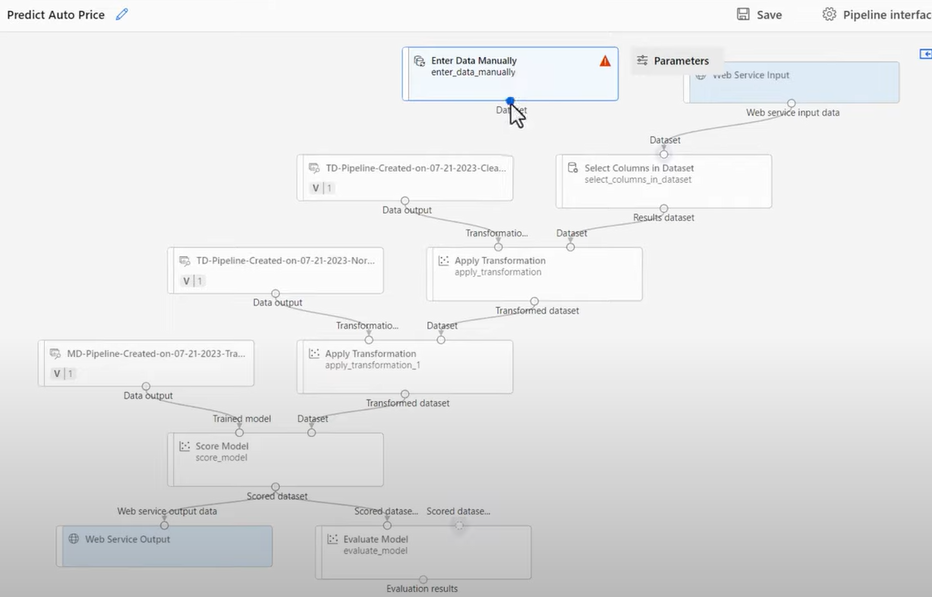 Predict Auto Price
Save
Pipeline interfac
Enter Data Manually
enter_data_manually
Parameters
Web Service Input
Dataset
Web service input data
Dataset
TD-Pipeline-Created-on-07-21-2023-Clea...
V | 1
Select Columns in Dataset
select_columns_in_dataset
Data output
Results dataset
Transformatio...
Dataset
TD-Pipeline-Created-on-07-21-2023-Nor...
V | 1
Apply Transformation
apply_transformation
Data output
Transformed dataset
Transformatio...
Dataset
MD-Pipeline-Created-on-07-21-2023-Tra...
V | 1
Apply Transformation
apply_transformation_1
Data output
Transformed dataset
Trained model
Dataset
Score Model
score_model
Scored dataset
Web service output data
Scored datase...
Scored datase...
Web Service Output
Evaluate Model
evaluate_model
Evaluation results